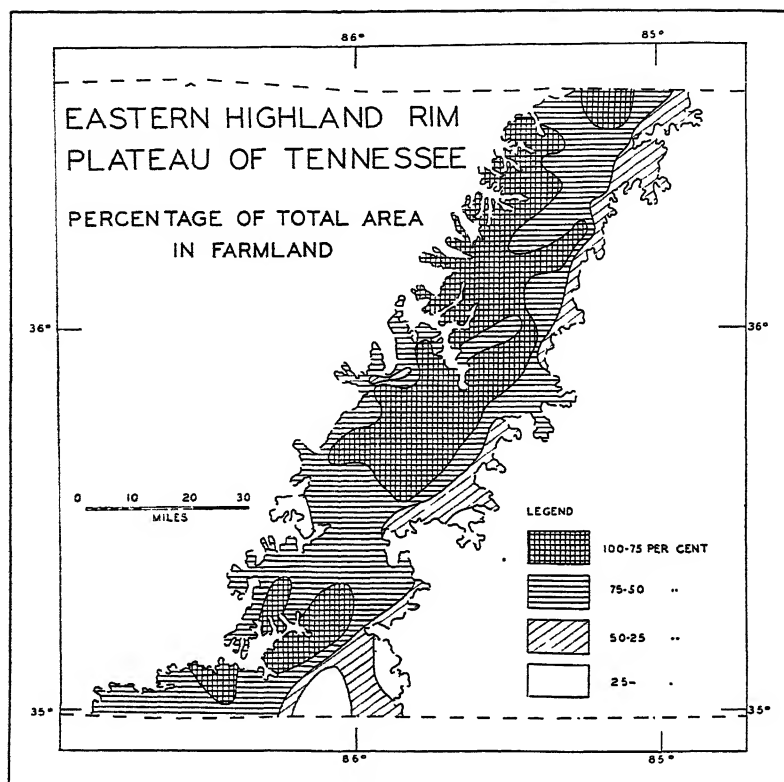 86° 85°
EASTERN HIGHLAND RIM
PLATEAU OF TENNESSEE
PERCENTAGE OF TOTAL AREA
IN FARMLAND
36° 36°
0 10 20 30
MILES
LEGEND
100-75 PER CENT
75-50 "
50-25 "
25- "
35° 35°
86° 85°